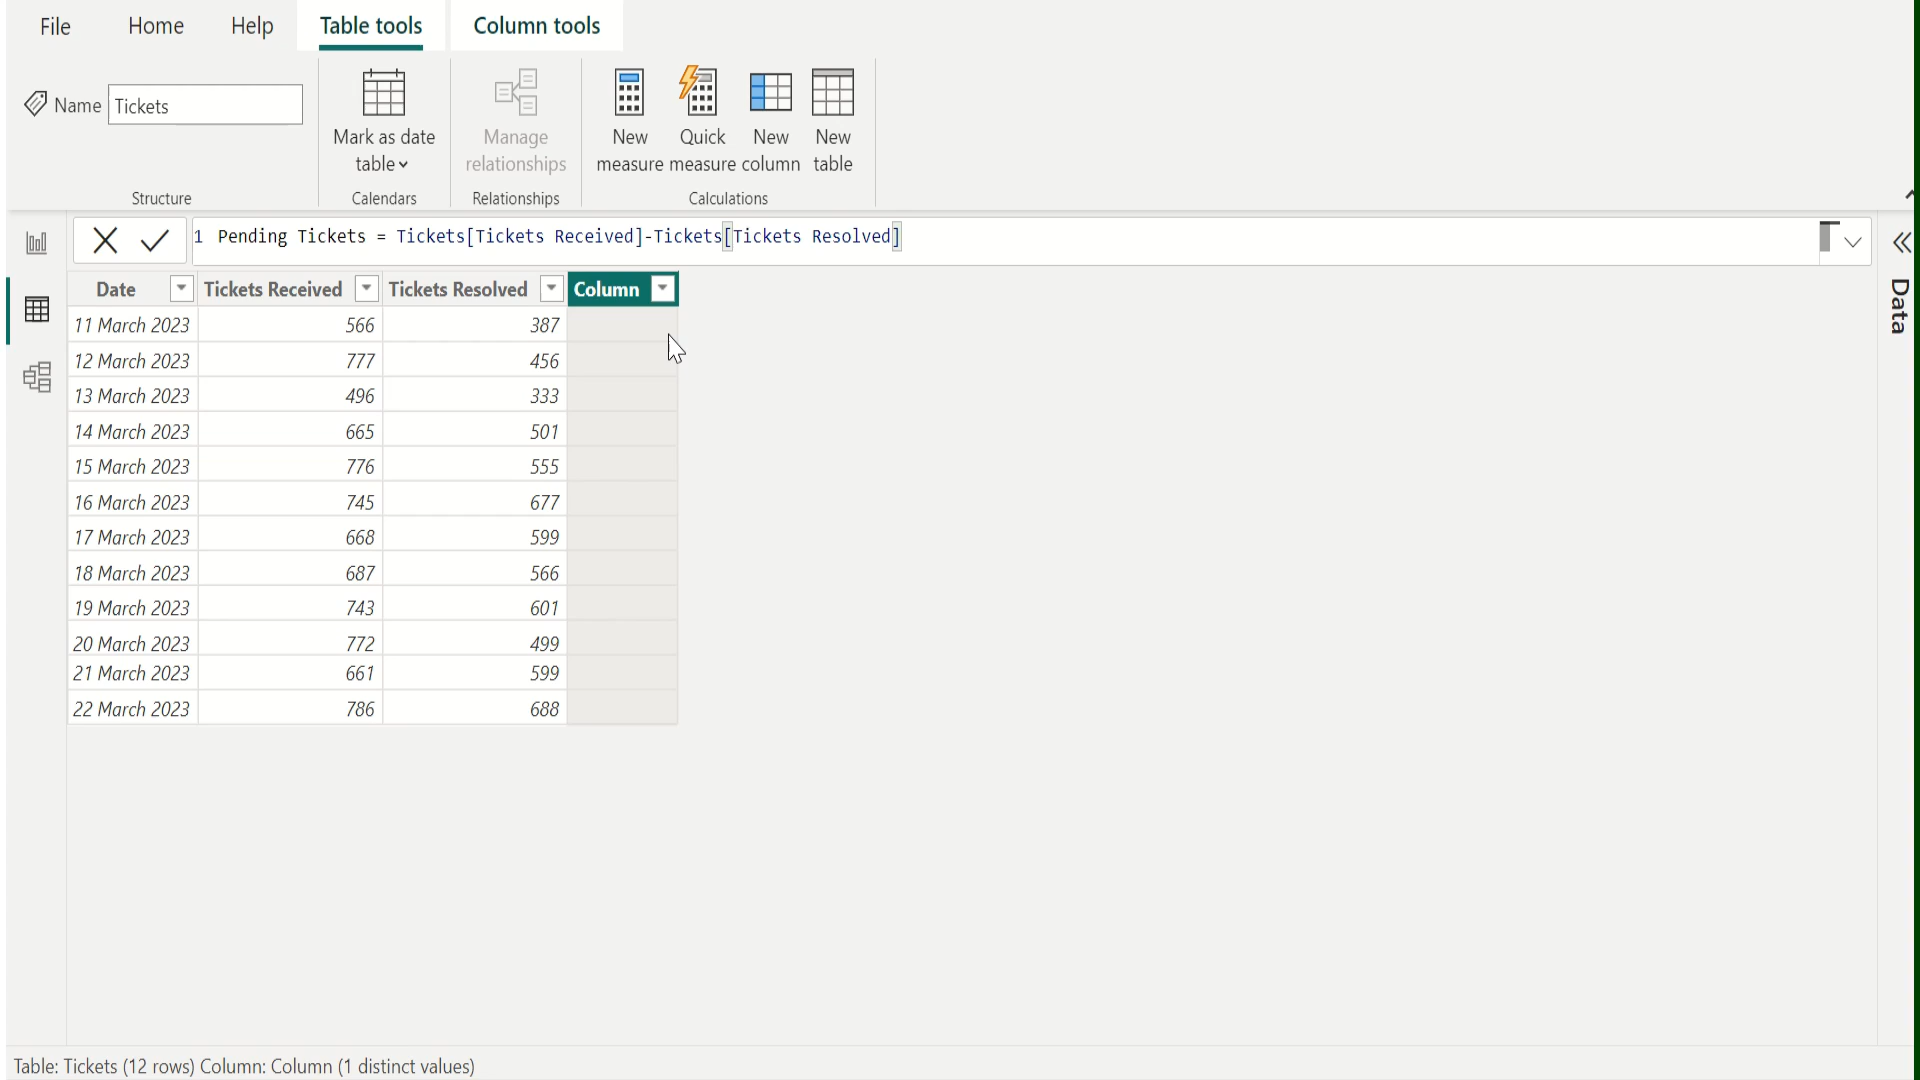 File Home Help Table tools Column tools
Name Tickets
Mark as date table
Manage relationships
New measure
Quick measure
New column
New table
Structure Calendars Relationships Calculations
1 Pending Tickets = Tickets[Tickets Received]-Tickets[Tickets Resolved]
Data
Date Tickets Received Tickets Resolved Column
11 March 2023 566 387
12 March 2023 777 456
13 March 2023 496 333
14 March 2023 665 501
15 March 2023 776 555
16 March 2023 745 677
17 March 2023 668 599
18 March 2023 687 566
19 March 2023 743 601
20 March 2023 772 499
21 March 2023 661 599
22 March 2023 786 688
Table: Tickets (12 rows) Column: Column (1 distinct values)